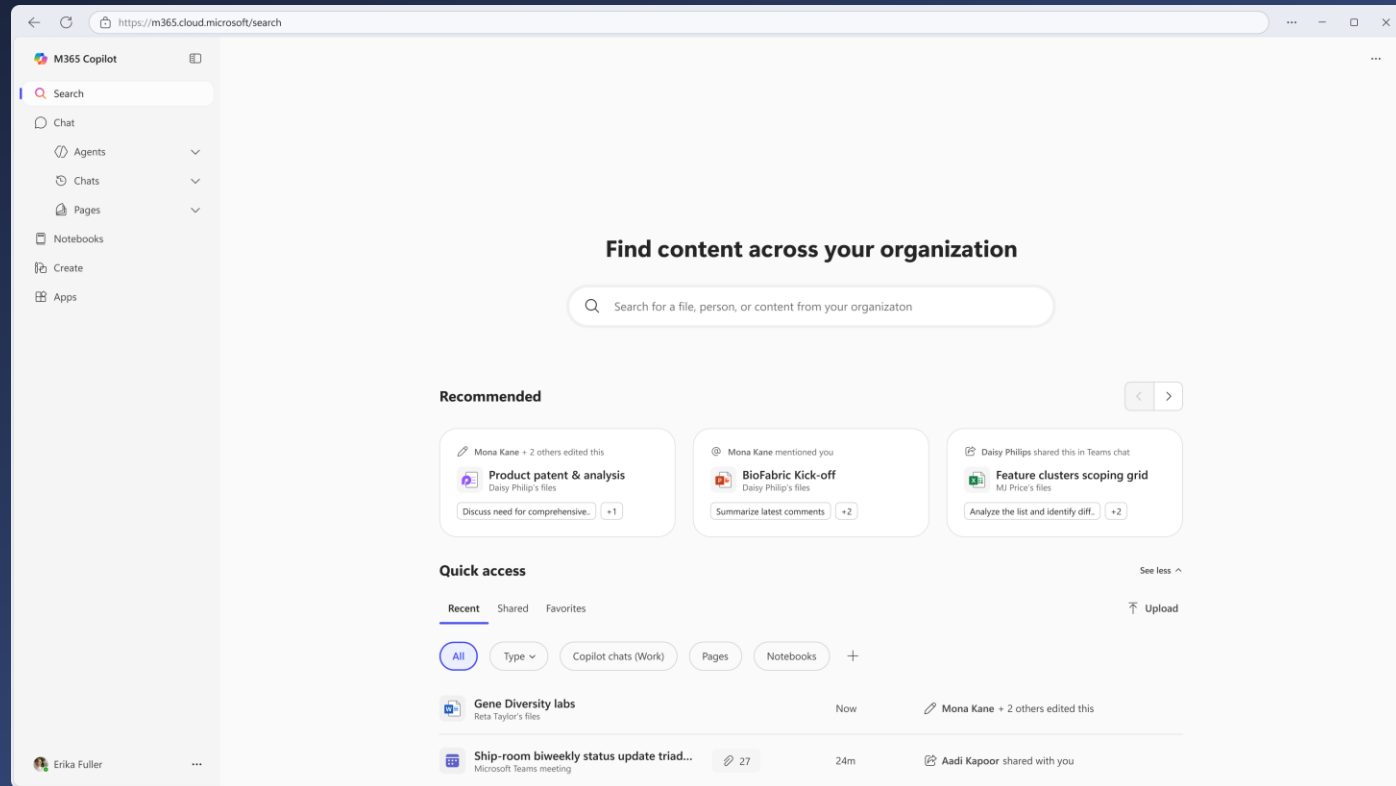 https://m365.cloud.microsoft/search
M365 Copilot
Search
Chat
Agents
Chats
Pages
Notebooks
Create
Apps
Erika Fuller
Find content across your organization
Search for a file, person, or content from your organizaton
Recommended
Mona Kane + 2 others edited this
Product patent & analysis
Daisy Philip's files
Discuss need for comprehensive.. +1
Mona Kane mentioned you
BioFabric Kick-off
Daisy Philip's files
Summarize latest comments +2
Daisy Philips shared this in Teams chat
Feature clusters scoping grid
MJ Price's files
Analyze the list and identify diff.. +2
Quick access See less
Recent Shared Favorites Upload
All Type Copilot chats (Work) Pages Notebooks
Gene Diversity labs
Reta Taylor's files
Now Mona Kane + 2 others edited this
Ship-room biweekly status update triad...
Microsoft Teams meeting
27 24m Aadi Kapoor shared with you